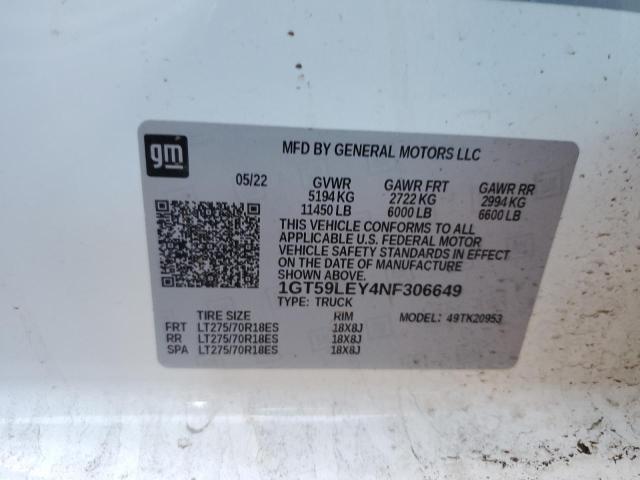 gm
MFD BY GENERAL MOTORS LLC
05/22 GVWR GAWR FRT GAWR RR
5194 KG 2722 KG 2994 KG
11450 LB 6000 LB 6600 LB
THIS VEHICLE CONFORMS TO ALL
APPLICABLE U.S. FEDERAL MOTOR
VEHICLE SAFETY STANDARDS IN EFFECT
ON THE DATE OF MANUFACTURE
SHOWN ABOVE.
1GT59LEY4NF306649
TYPE: TRUCK
TIRE SIZE RIM MODEL: 49TK20953
FRT LT275/70R18ES 18X8J
RR LT275/70R18ES 18X8J
SPA LT275/70R18ES 18X8J